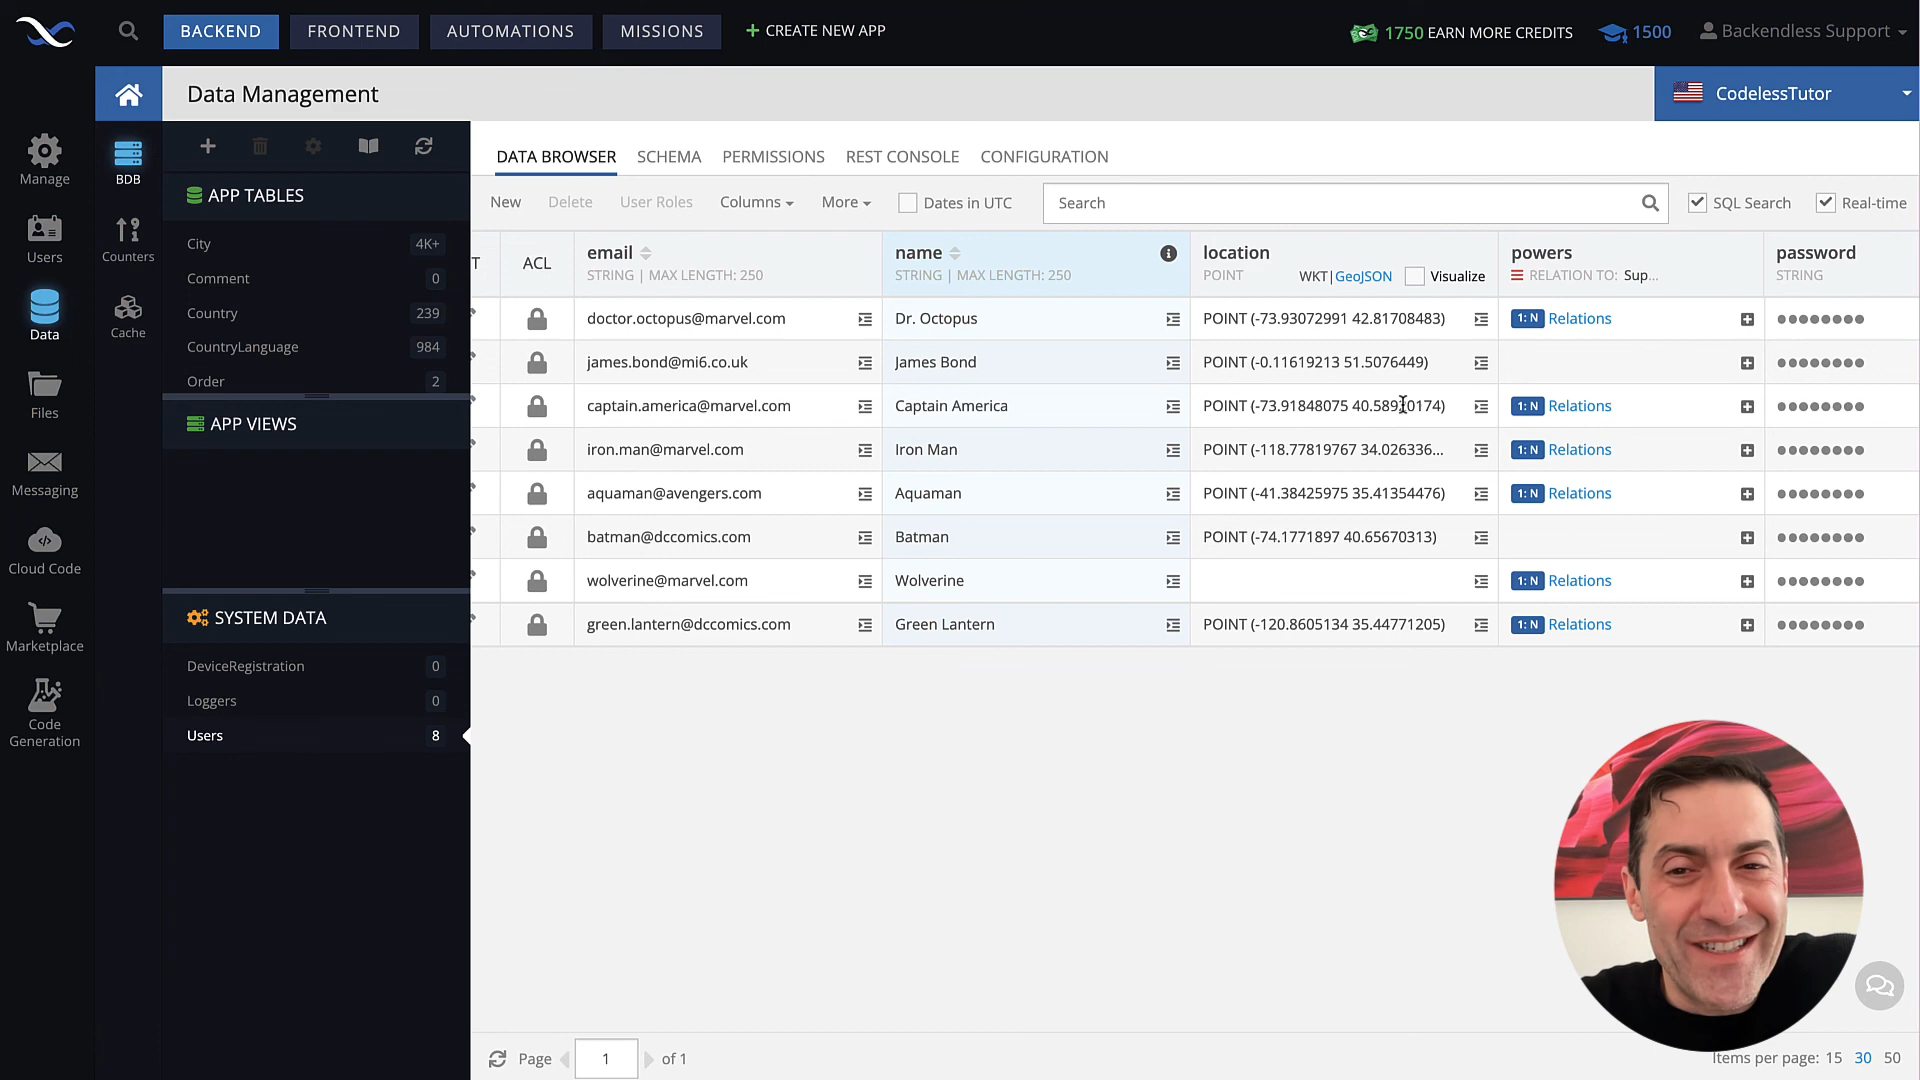 BACKEND FRONTEND AUTOMATIONS MISSIONS + CREATE NEW APP 1750 EARN MORE CREDITS 1500 Backendless Support
Data Management CodelessTutor
Manage
Users
Data
Files
Messaging
Cloud Code
Marketplace
Code
Generation
BDB
Counters
Cache
APP TABLES
City 4K+
Comment 0
Country 239
CountryLanguage 984
Order 2
APP VIEWS
SYSTEM DATA
DeviceRegistration 0
Loggers 0
Users 8
DATA BROWSER SCHEMA PERMISSIONS REST CONSOLE CONFIGURATION
New Delete User Roles Columns More Dates in UTC Search SQL Search Real-time
T ACL email name location powers password
STRING | MAX LENGTH: 250 STRING | MAX LENGTH: 250 POINT WKT|GeoJSON Visualize RELATION TO: Sup... STRING
doctor.octopus@marvel.com Dr. Octopus POINT (-73.93072991 42.81708483) 1: N Relations
james.bond@mi6.co.uk James Bond POINT (-0.11619213 51.5076449)
captain.america@marvel.com Captain America POINT (-73.91848075 1: N Relations
iron.man@marvel.com Iron Man POINT (-118.77819767 34.026336... 1: N Relations
aquaman@avengers.com Aquaman POINT (-41.38425975 35.41354476) 1: N Relations
batman@dccomics.com Batman POINT (-74.1771897 40.65670313)
wolverine@marvel.com Wolverine 1: N Relations
green.lantern@dccomics.com Green Lantern POINT (-120.8605134 35.44771205) 1: N Relations
Page 1 of 1 Items per page: 15 30 50